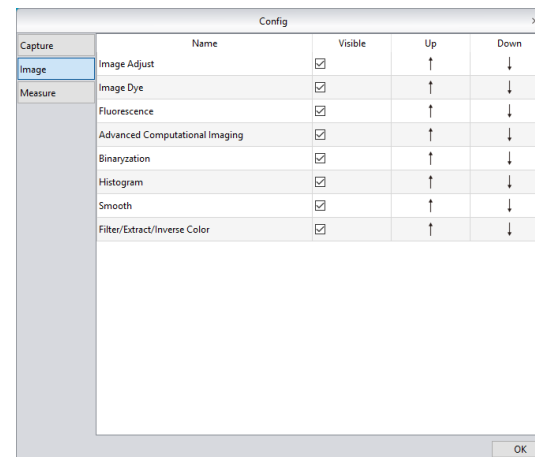 Config
Capture
Image
Measure
Name Visible Up Down
Image Adjust
Image Dye
Fluorescence
Advanced Computational Imaging
Binaryzation
Histogram
Smooth
Filter/Extract/Inverse Color
OK